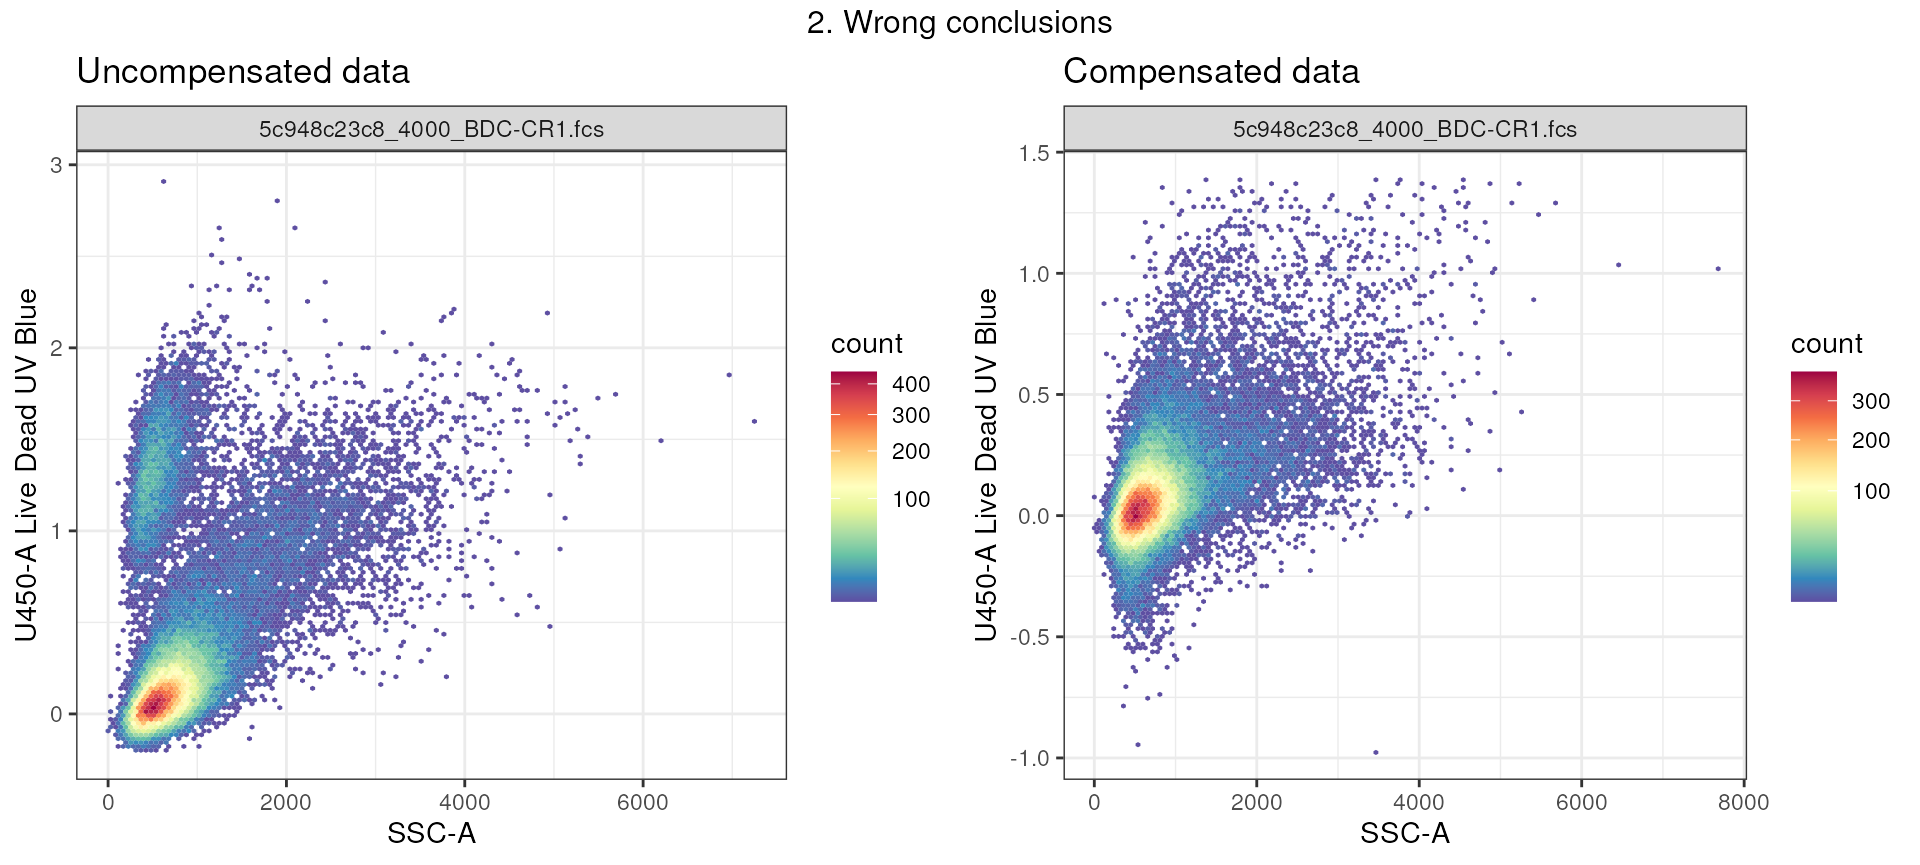 2. Wrong conclusions
Uncompensated data
5c948c23c8_4000_BDC-CR1.fcs
3
2
1
0
0 2000 4000 6000
SSC-A
U450-A Live Dead UV Blue
count
400
300
200
100
Compensated data
5c948c23c8_4000_BDC-CR1.fcs
1.5
1.0
0.5
0.0
-0.5
-1.0
0 2000 4000 6000 8000
SSC-A
U450-A Live Dead UV Blue
count
300
200
100